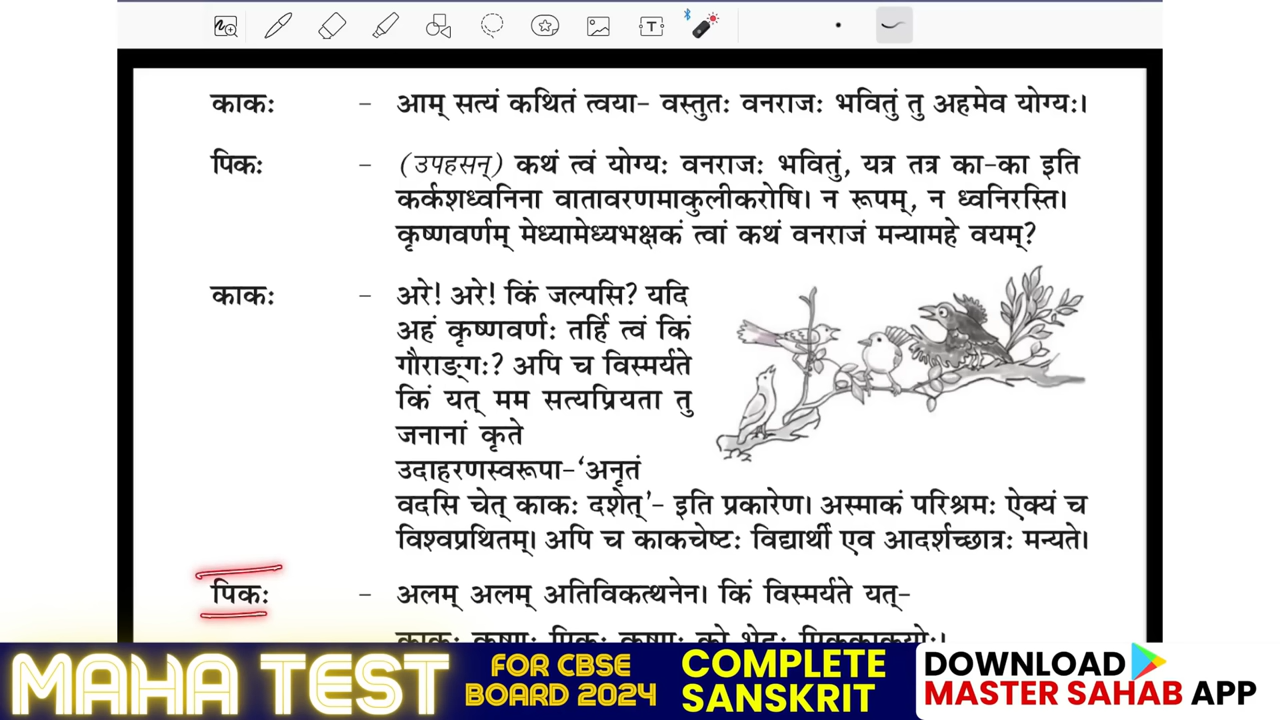 काकः - आम् सत्यं कथितं त्वया- वस्तुतः वनराजः भवितुं तु अहमेव योग्यः।
पिकः - (उपहसन्) कथं त्वं योग्यः वनराजः भवितुं, यत्र तत्र का-का इति
कर्कशध्वनिना वातावरणमाकुलीकरोषि। न रूपम्, न ध्वनिरस्ति।
कृष्णवर्णम् मेध्यामेध्यभक्षकं त्वां कथं वनराजं मन्यामहे वयम्?
काकः - अरे! अरे! किं जल्पसि? यदि
अहं कृष्णवर्णः तर्हि त्वं किं
गौराङ्गः? अपि च विस्मर्यते
किं यत् मम सत्यप्रियता तु
जनानां कृते
उदाहरणस्वरूपा-‘अनृतं
वदसि चेत् काकः दशेत्’- इति प्रकारेण। अस्माकं परिश्रमः ऐक्यं च
विश्वप्रथितम्। अपि च काकचेष्टः विद्यार्थी एव आदर्शच्छात्रः मन्यते।
पिकः - अलम् अलम् अतिविकत्थनेन। किं विस्मर्यते यत्-
काकः कृष्णः पिकः कृष्णः को भेदः पिककाकयोः।
MAHA TEST
FOR CBSE
BOARD 2024
COMPLETE
SANSKRIT
DOWNLOAD
MASTER SAHAB APP